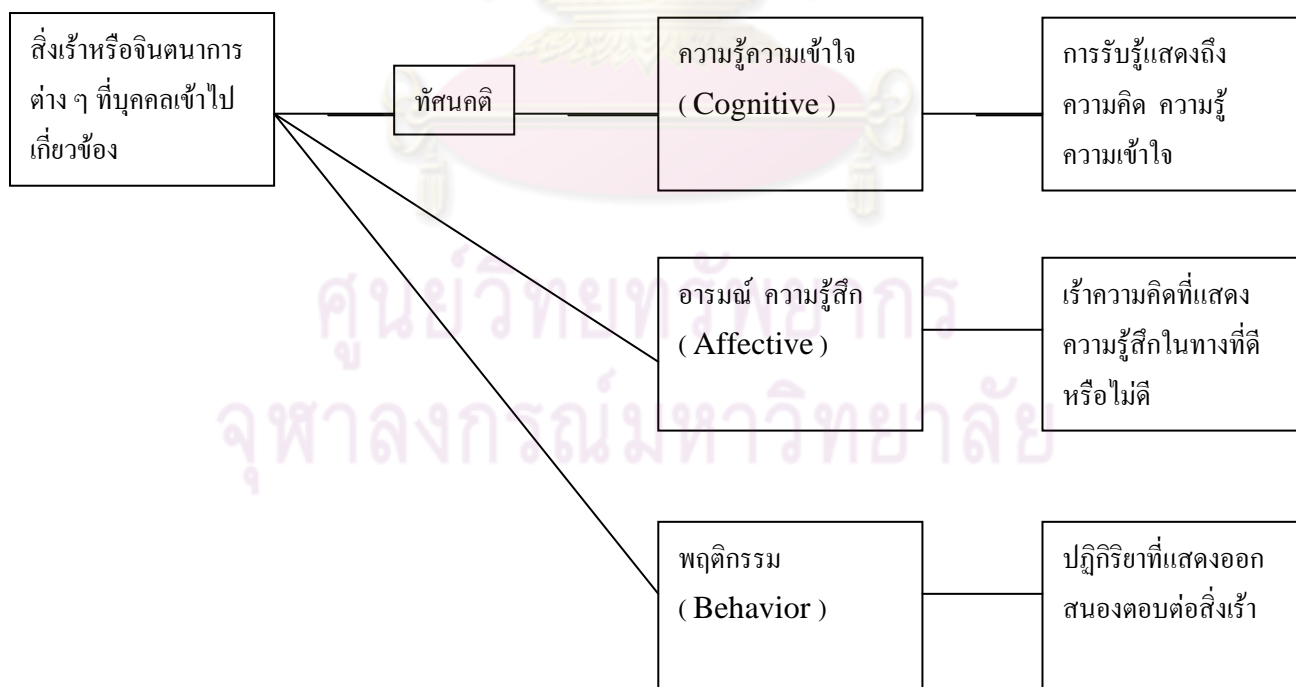 สิ่งเร้าหรือจินตนาการ
ต่าง ๆ ที่บุคคลเข้าไป
เกี่ยวข้อง
ทัศนคติ
ความรู้ความเข้าใจ
( Cognitive )
การรับรู้แสดงถึง
ความคิด ความรู้
ความเข้าใจ
อารมณ์ ความรู้สึก
( Affective )
เร้าความคิดที่แสดง
ความรู้สึกในทางที่ดี
หรือไม่ดี
ศูนย์วิทยทรัพยากร
จุฬาลงกรณ์มหาวิทยาลัย
พฤติกรรม
( Behavior )
ปฏิกิริยาที่แสดงออก
สนองตอบต่อสิ่งเร้า